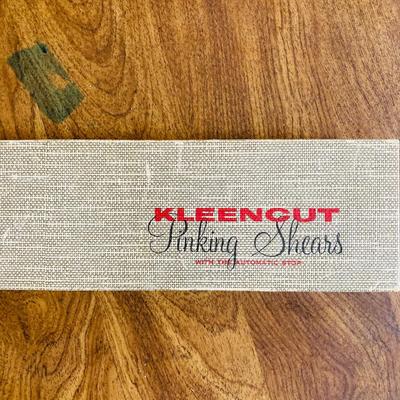 KLEENCUT
Pinking Shears
WITH THE AUTOMATIC STOP